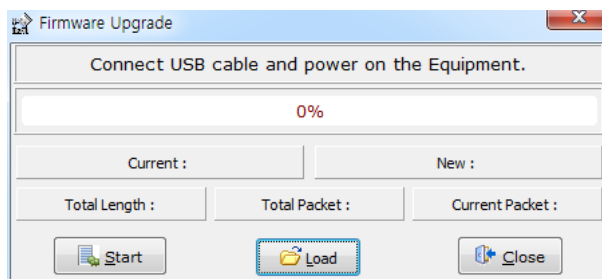 Firmware Upgrade
Connect USB cable and power on the Equipment.
0%
Current : New :
Total Length : Total Packet : Current Packet :
Start Load Close